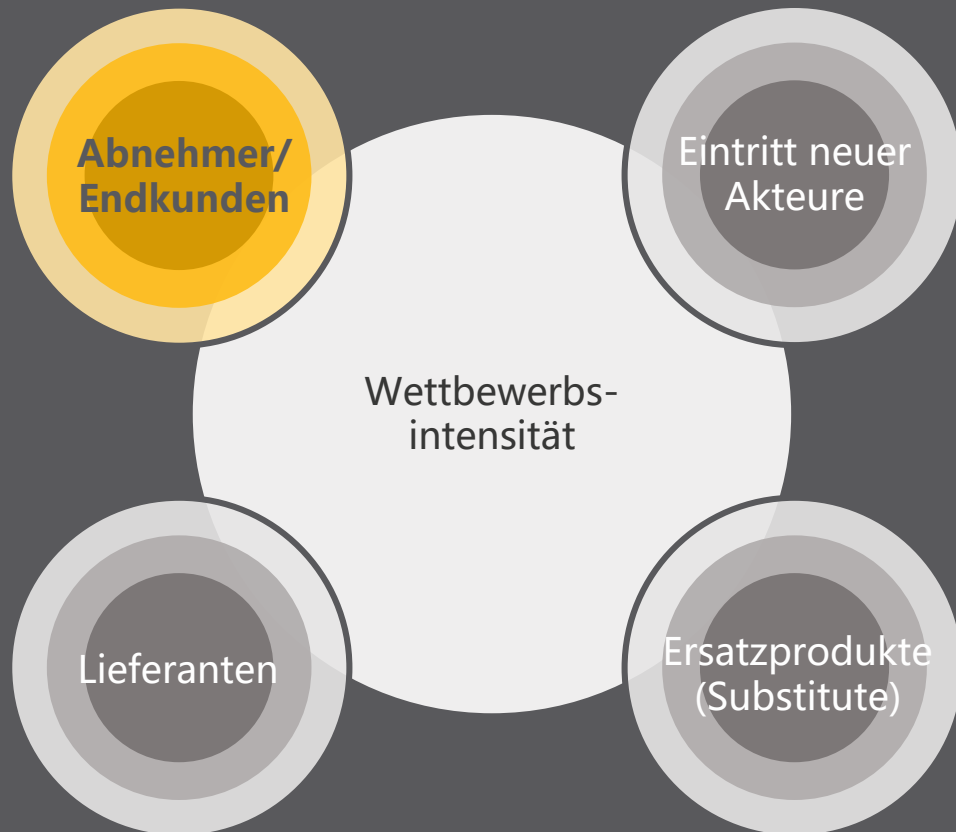 Abnehmer/
Endkunden
Eintritt neuer
Akteure
Wettbewerbs-
intensität
Lieferanten
Ersatzprodukte
(Substitute)